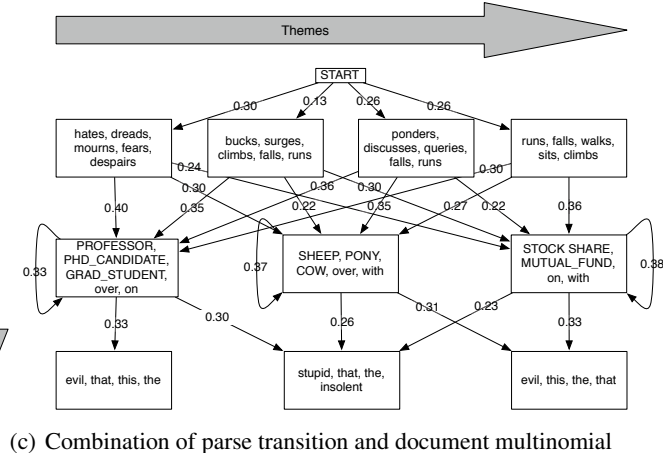 Themes
START
0.30
0.13
0.26
0.26
hates, dreads,
mourns, fears,
despairs
bucks, surges,
climbs, falls, runs
ponders,
discusses, queries,
falls, runs
runs, falls, walks,
sits, climbs
0.24
0.30
0.36
0.30
0.30
0.40
0.35
0.22
0.35
0.27
0.22
0.36
PROFESSOR,
PHD_CANDIDATE,
GRAD_STUDENT,
over, on
SHEEP, PONY,
COW, over, with
STOCK SHARE,
MUTUAL_FUND,
on, with
0.33
0.37
0.38
0.33
0.30
0.26
0.31
0.23
0.33
evil, that, this, the
stupid, that, the,
insolent
evil, this, the, that
(c) Combination of parse transition and document multinomial